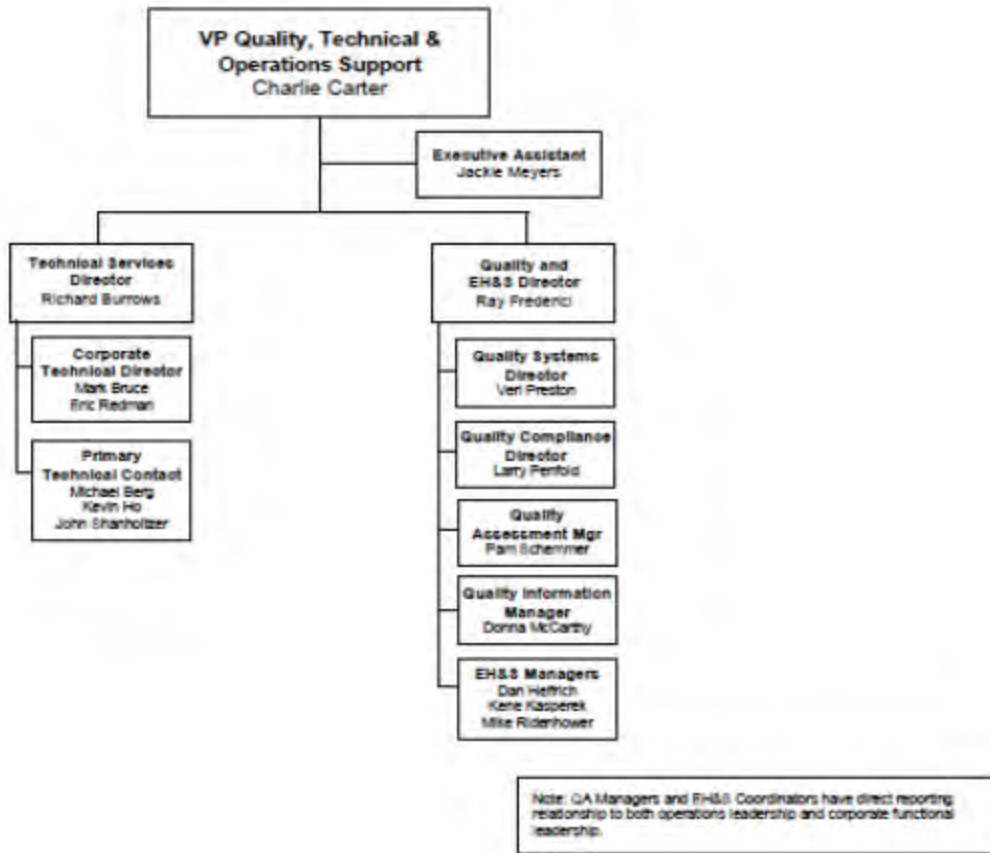 VP Quality, Technical &
Operations Support
Charlie Carter
Executive Assistant
Jackie Meyers
Technical Services
Director
Richard Burrows
Quality and
EH&S Director
Ray Frederici
Corporate
Technical Director
Mark Bruce
Eric Redman
Primary
Technical Contact
Michael Berg
Kevin Ho
John Shanholtzer
Quality Systems
Director
Verl Preston
Quality Compliance
Director
Larry Penfold
Quality
Assessment Mgr
Pam Schemmer
Quality Information
Manager
Donna McCarthy
EH&S Managers
Dan Helfrich
Kene Kasperek
Mike Ridenhower
Note: QA Managers and EH&S Coordinators have direct reporting
relationship to both operations leadership and corporate functional
leadership.